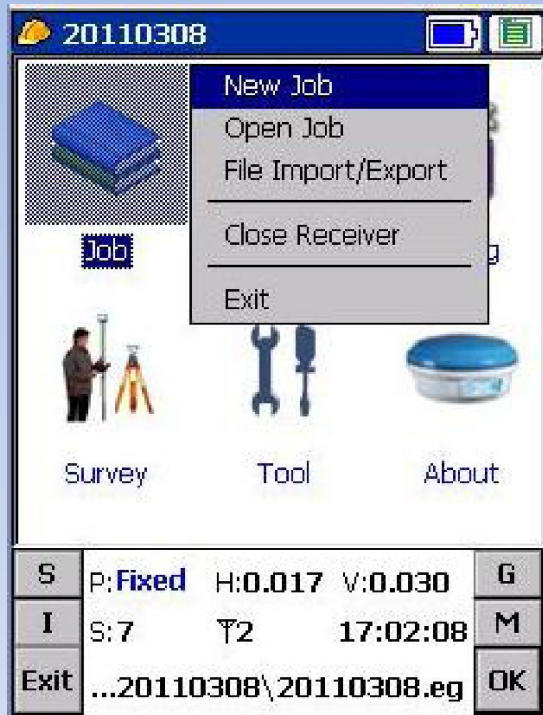 20110308
New Job
Open Job
File Import/Export
Close Receiver
Exit
Job
Survey
Tool
About
S
P:Fixed H:0.017 V:0.030
G
I
S:7 2 17:02:08
M
Exit
...20110308\20110308.eg
OK